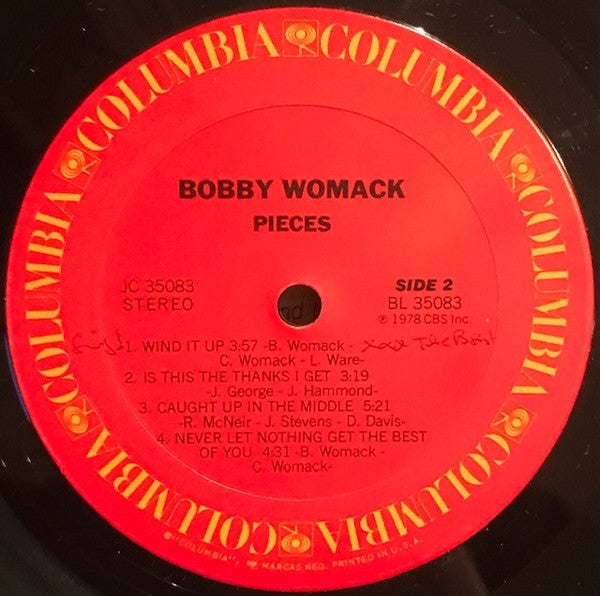 COLUMBIA COLUMBIA COLUMBIA COLUMBIA COLUMBIA COLUMBIA
BOBBY WOMACK
PIECES
JC 35083
STEREO
SIDE 2
BL 35083
℗ 1978 CBS Inc.
1. WIND IT UP 3:57 -B. Womack -
C. Womack - L. Ware-
2. IS THIS THE THANKS I GET 3:19
- J. George - J. Hammond-
3. CAUGHT UP IN THE MIDDLE 5:21
-R. McNeir - J. Stevens - D. Davis-
4. NEVER LET NOTHING GET THE BEST
OF YOU 4:31 -B. Womack -
C. Womack-
The Best
"COLUMBIA", MARCAS REG. PRINTED IN U.S.A.